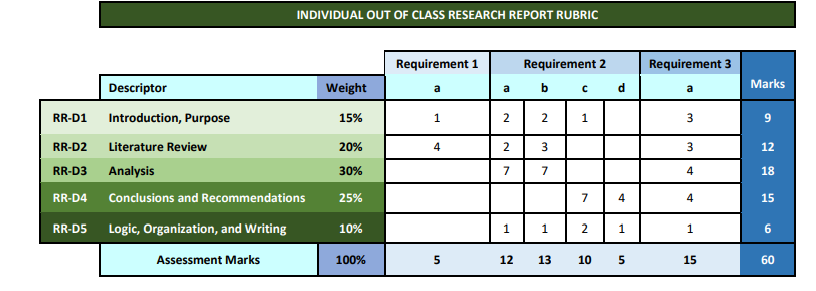 INDIVIDUAL OUT OF CLASS RESEARCH REPORT RUBRIC
Requirement 1 Requirement 2 Requirement 3 Marks
Descriptor Weight a a b c d a
RR-D1 Introduction, Purpose 15% 1 2 2 1 3 9
RR-D2 Literature Review 20% 4 2 3 3 12
RR-D3 Analysis 30% 7 7 4 18
RR-D4 Conclusions and Recommendations 25% 7 4 4 15
RR-D5 Logic, Organization, and Writing 10% 1 1 2 1 1 6
Assessment Marks 100% 5 12 13 10 5 15 60